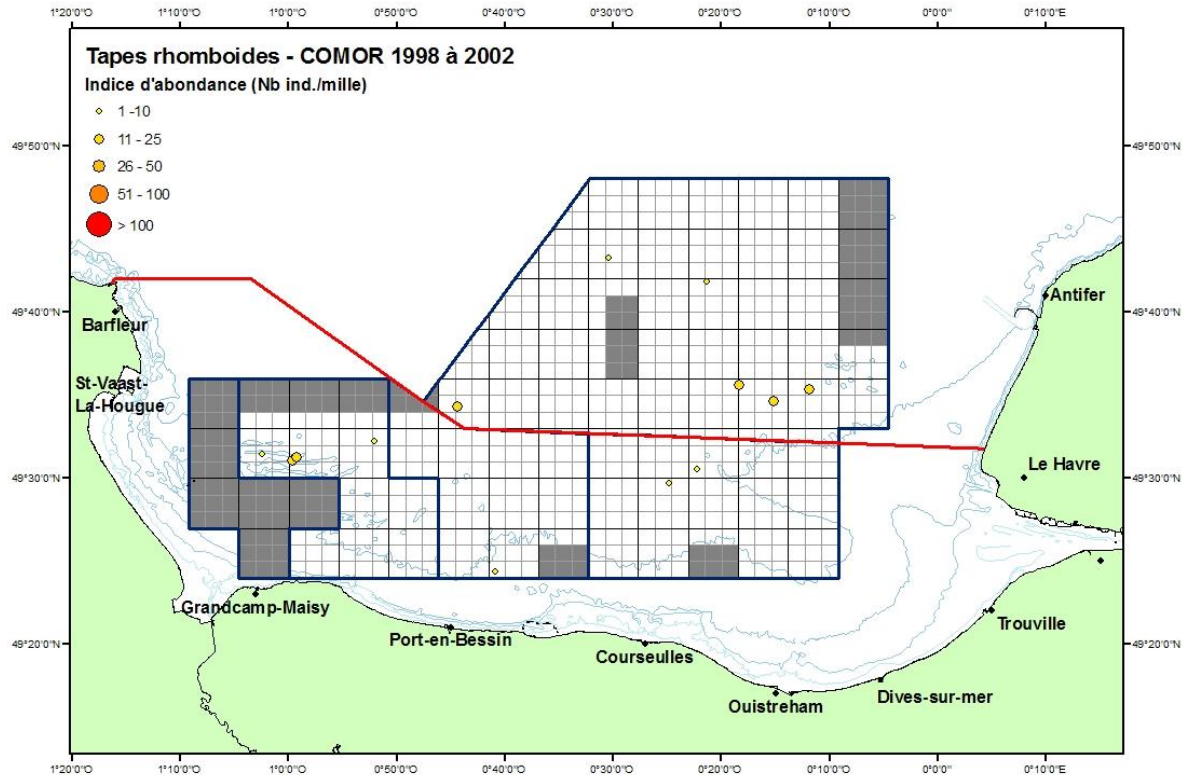 1°20'0"O 1°10'0"O 1°0'0"O 0°50'0"O 0°40'0"O 0°30'0"O 0°20'0"O 0°10'0"O 0°0'0" 0°10'0"E
Tapes rhomboides - COMOR 1998 à 2002
Indice d'abondance (Nb ind./mille)
1 -10
11 - 25
26 - 50
51 - 100
> 100
49°50'0"N 49°50'0"N
Antifer
49°40'0"N 49°40'0"N
Barfleur
St-Vaast-
La-Hougue
Le Havre
49°30'0"N 49°30'0"N
Grandcamp-Maisy
Trouville
Port-en-Bessin
49°20'0"N 49°20'0"N
Courseulles
Dives-sur-mer
Ouistreham
1°20'0"O 1°10'0"O 1°0'0"O 0°50'0"O 0°40'0"O 0°30'0"O 0°20'0"O 0°10'0"O 0°0'0" 0°10'0"E